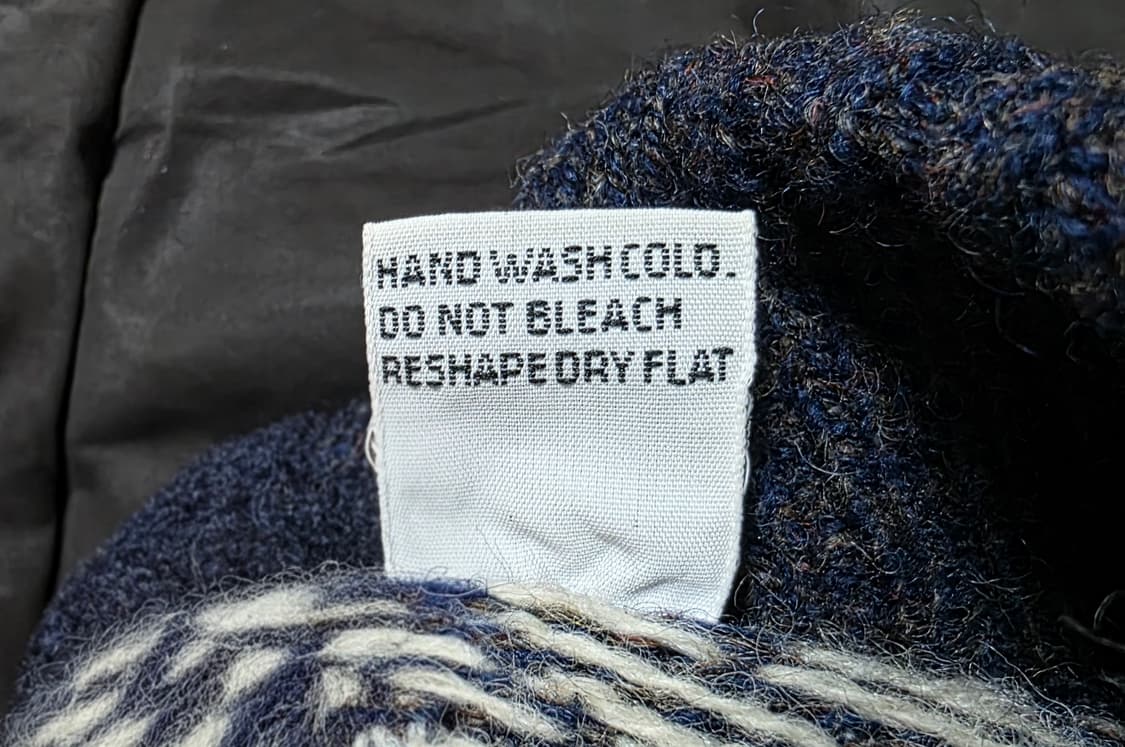 HAND WASH COLD.
DO NOT BLEACH
RESHAPE DRY FLAT